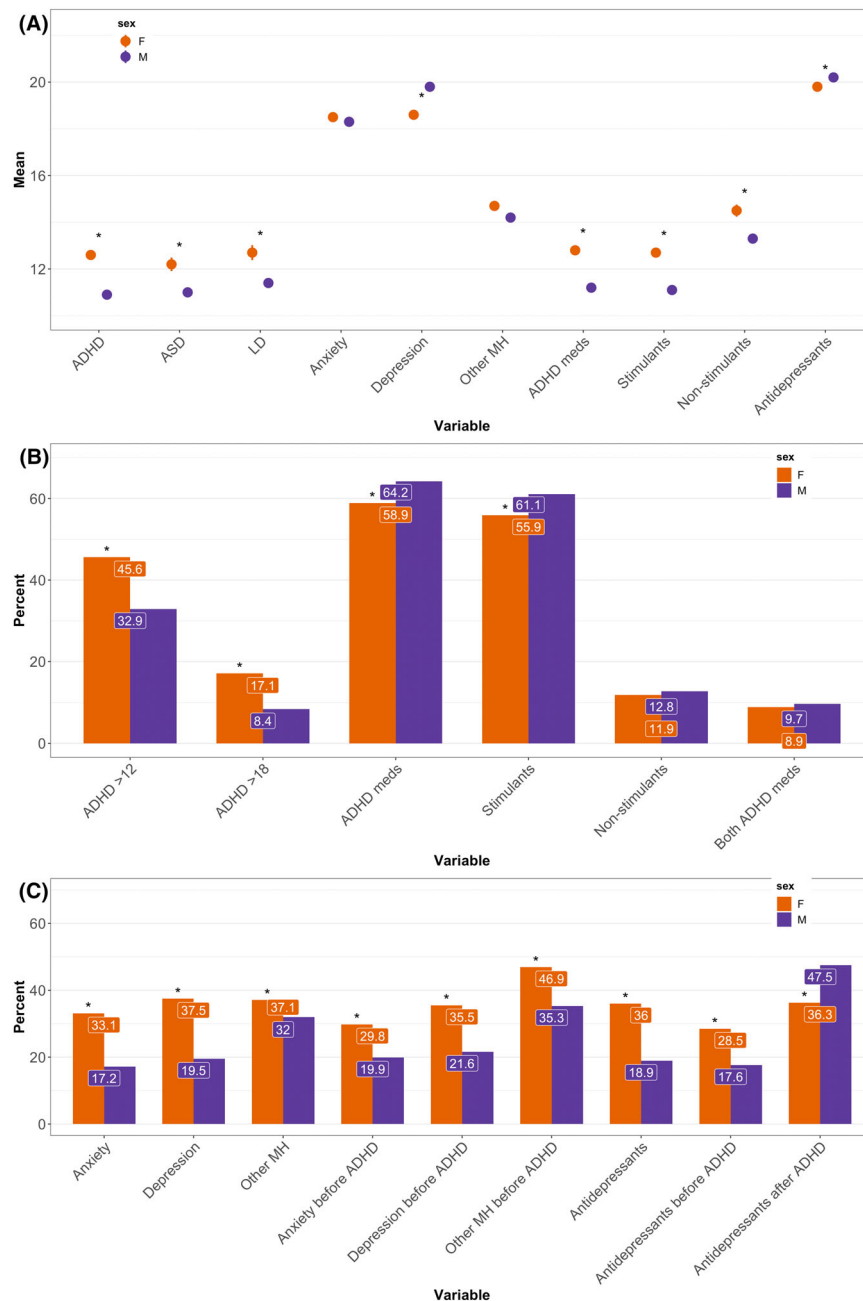 (A)
sex
F
M
*
*
*
*
*
*
*
*
20
16
12
Mean
ADHD
ASD
LD
Anxiety
Depression
Other MH
ADHD meds
Stimulants
Non-stimulants
Antidepressants
Variable
(B)
sex
F
M
60
40
20
0
Percent
*
45.6
32.9
*
17.1
8.4
*
58.9
64.2
*
55.9
61.1
11.9
12.8
8.9
9.7
ADHD >12
ADHD >18
ADHD meds
Stimulants
Non-stimulants
Both ADHD meds
Variable
(C)
sex
F
M
60
40
20
0
Percent
*
33.1
17.2
*
37.5
19.5
*
37.1
32
*
29.8
19.9
*
35.5
21.6
*
46.9
35.3
*
36
18.9
*
28.5
17.6
*
36.3
47.5
Anxiety
Depression
Other MH
Anxiety before ADHD
Depression before ADHD
Other MH before ADHD
Antidepressants
Antidepressants before ADHD
Antidepressants after ADHD
Variable